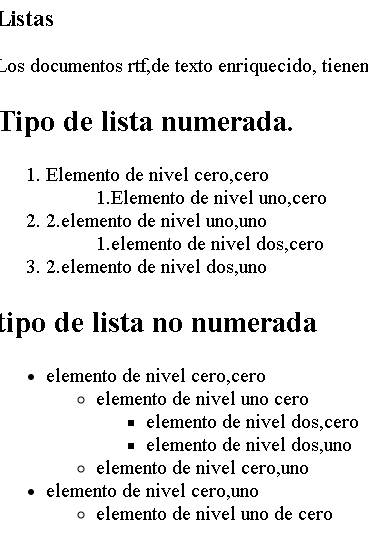 Listas
Los documentos rtf,de texto enriquecido, tienen
Tipo de lista numerada.
1. Elemento de nivel cero,cero
1.Elemento de nivel uno,cero
2. 2.elemento de nivel uno,uno
1.elemento de nivel dos,cero
3. 2.elemento de nivel dos,uno
tipo de lista no numerada
• elemento de nivel cero,cero
◦ elemento de nivel uno cero
▪ elemento de nivel dos,cero
▪ elemento de nivel dos,uno
◦ elemento de nivel cero,uno
• elemento de nivel cero,uno
◦ elemento de nivel uno de cero